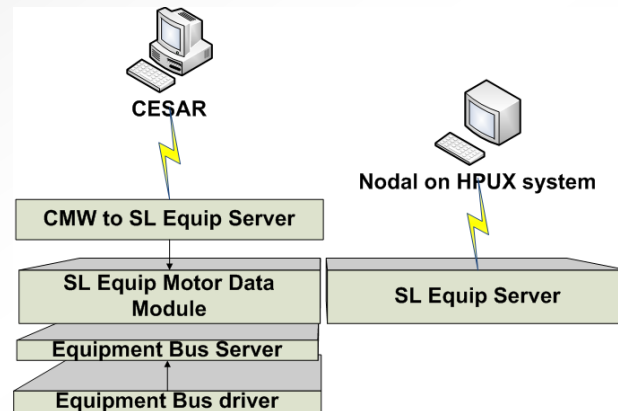 CESAR
Nodal on HPUX system
CMW to SL Equip Server
SL Equip Motor Data
Module
SL Equip Server
Equipment Bus Server
Equipment Bus driver